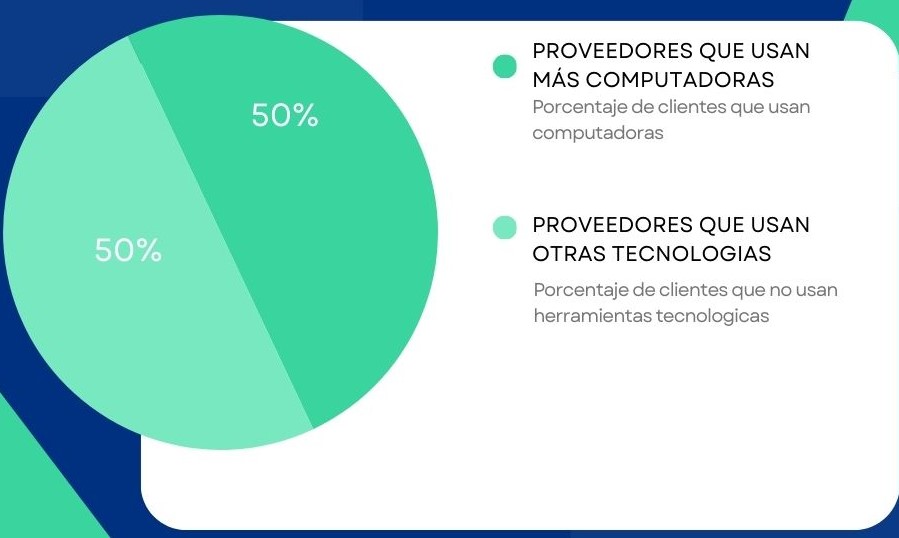 50%
50%
PROVEEDORES QUE USAN
MÁS COMPUTADORAS
Porcentaje de clientes que usan
computadoras
PROVEEDORES QUE USAN
OTRAS TECNOLOGIAS
Porcentaje de clientes que no usan
herramientas tecnologicas